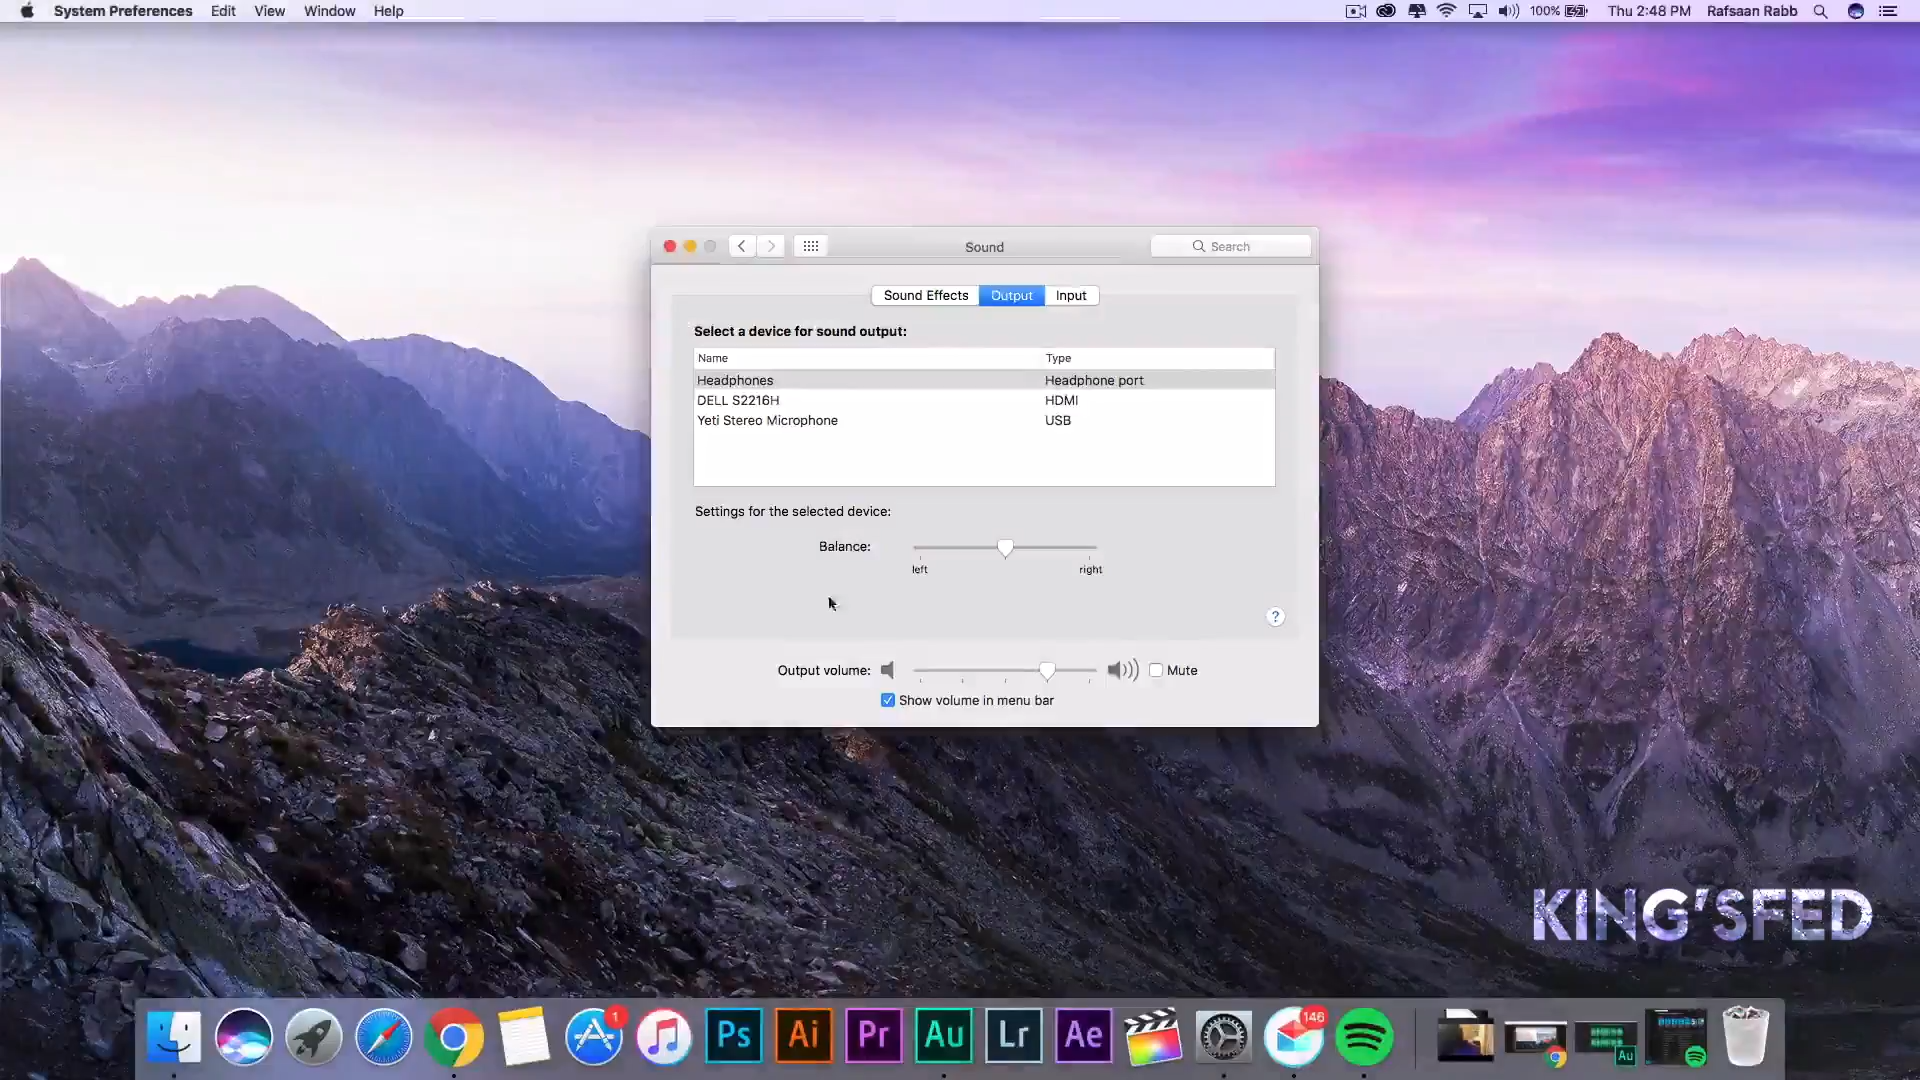 System Preferences Edit View Window Help
100% Thu 2:48 PM Rafsaan Rabb
Sound
Search
Sound Effects Output Input
Select a device for sound output:
Name Type
Headphones Headphone port
DELL S2216H HDMI
Yeti Stereo Microphone USB
Settings for the selected device:
Balance:
left right
?
Output volume: Mute
Show volume in menu bar
KING'SFED
1 146
Ps Ai Pr Au Lr Ae
Au